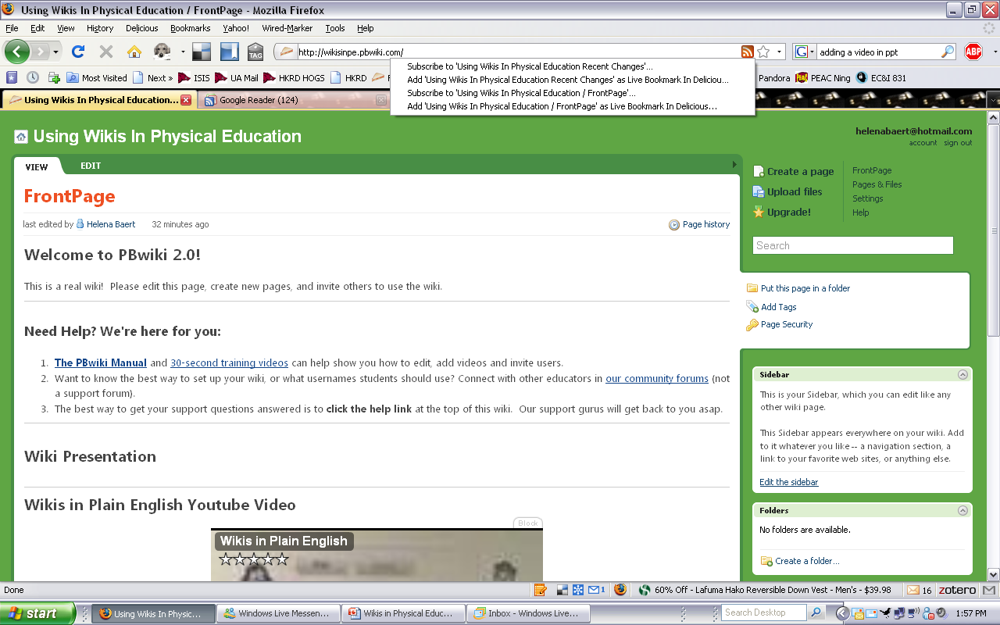 Using Wikis In Physical Education / FrontPage - Mozilla Firefox
File Edit View History Delicious Bookmarks Yahoo! Wired-Marker Tools Help
TAG
http://wikisinpe.pbwiki.com/
G
adding a video in ppt
ABP
Subscribe to 'Using Wikis In Physical Education Recent Changes'...
Add 'Using Wikis In Physical Education Recent Changes' as Live Bookmark In Deliciou...
Subscribe to 'Using Wikis In Physical Education / FrontPage'...
Add 'Using Wikis In Physical Education / FrontPage' as Live Bookmark In Delicious...
Most Visited Facebook Next » ISIS UA Mail HKRD HOGS HKRD Pandora PEAC Ning EC&I 831
Using Wikis In Physical Education... Google Reader (124)
Using Wikis In Physical Education
helenabaert@hotmail.com
account sign out
VIEW EDIT
Create a page
Upload files
Upgrade!
FrontPage
Pages & Files
Settings
Help
Search
FrontPage
last edited by Helena Baert 32 minutes ago Page history
Welcome to PBwiki 2.0!
This is a real wiki! Please edit this page, create new pages, and invite others to use the wiki.
Need Help? We're here for you:
1. The PBwiki Manual and 30-second training videos can help show you how to edit, add videos and invite users.
2. Want to know the best way to set up your wiki, or what usernames students should use? Connect with other educators in our community forums (not
a support forum).
3. The best way to get your support questions answered is to click the help link at the top of this wiki. Our support gurus will get back to you asap.
Wiki Presentation
Wikis in Plain English Youtube Video
Block
Wikis in Plain English
Put this page in a folder
Add Tags
Page Security
Sidebar
This is your Sidebar, which you can edit like any
other wiki page.
This Sidebar appears everywhere on your wiki. Add
to it whatever you like -- a navigation section, a
link to your favorite web sites, or anything else.
Edit the sidebar
Folders
No folders are available.
Create a folder...
Done
1
60% Off - Lafuma Hako Reversible Down Vest - Men's - $39.98
16
zotero
start
Using Wikis In Physic...
Windows Live Messen...
Wikis in Physical Educ...
Inbox - Windows Live...
Search Desktop
1:57 PM